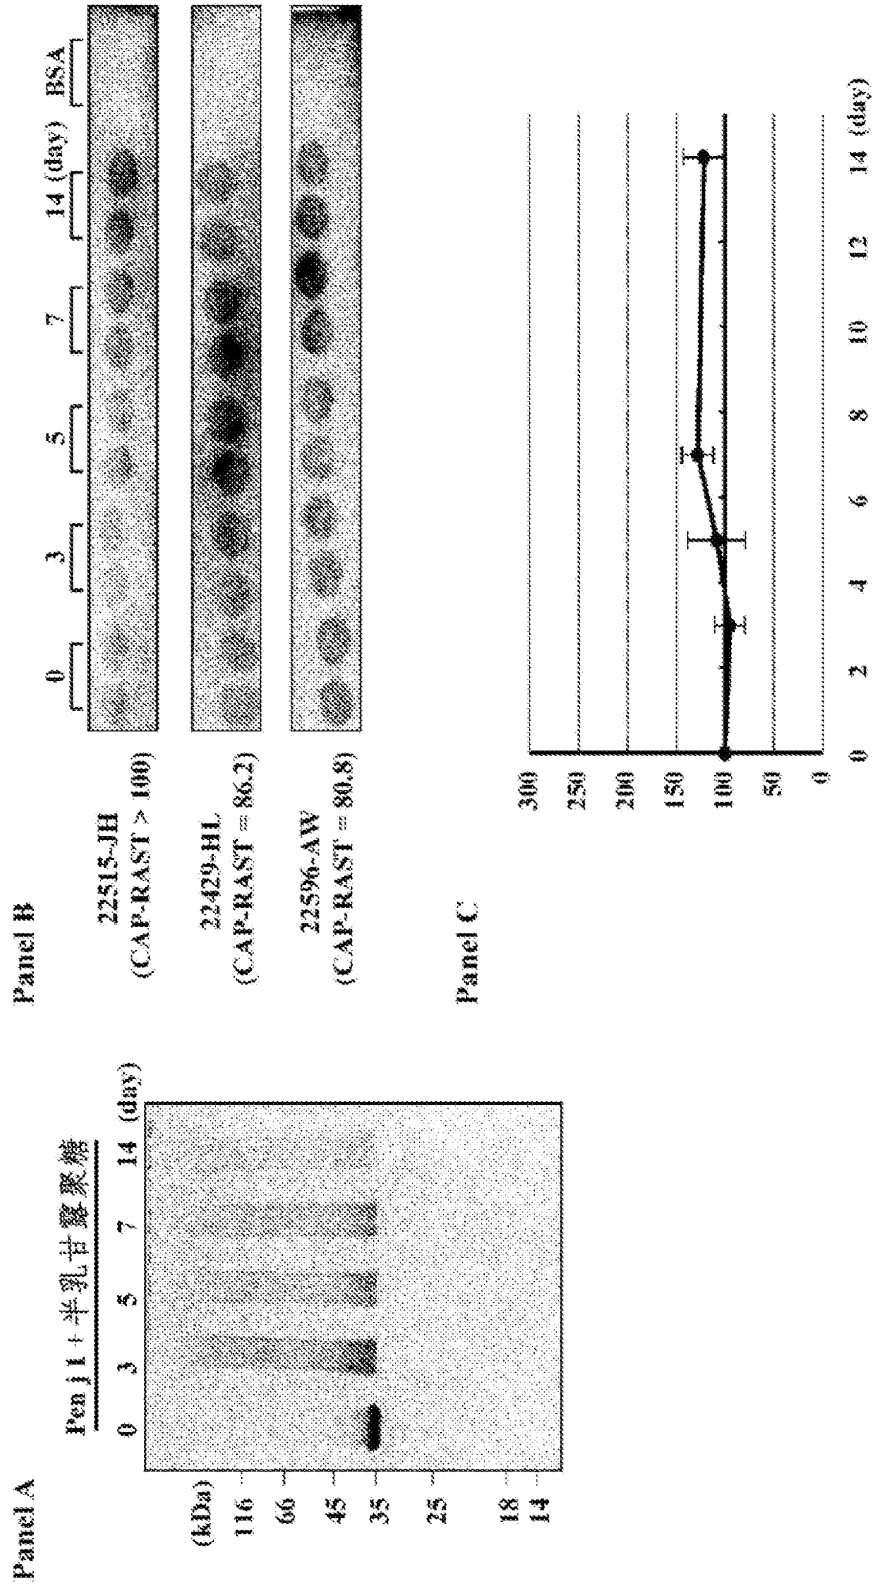 Panel A
Pen j 1 + 半乳甘露聚糖
0 3 5 7 14 (day)
(kDa)
116
66
45
35
25
18
14
Panel B
0 3 5 7 14 (day) BSA
22515-JH
(CAP-RAST > 100)
22429-HL
(CAP-RAST = 86.2)
22596-AW
(CAP-RAST = 80.8)
Panel C
300
250
200
150
100
50
0
0 2 4 6 8 10 12 14 (day)